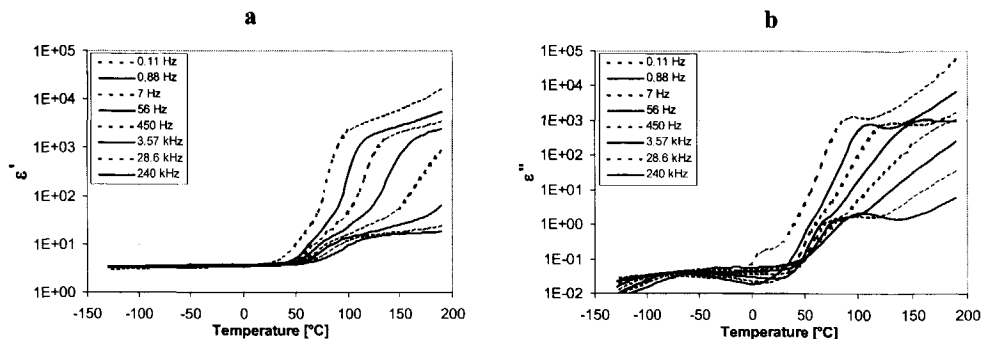 a
1E+05
1E+04
1E+03
1E+02
1E+01
1E+00
ε'
0.11 Hz
0.88 Hz
7 Hz
56 Hz
450 Hz
3.57 kHz
28.6 kHz
240 kHz
-150 -100 -50 0 50 100 150 200
Temperature [°C]
b
1E+05
1E+04
1E+03
1E+02
1E+01
1E+00
1E-01
1E-02
ε"
0.11 Hz
0.88 Hz
7 Hz
56 Hz
450 Hz
3.57 kHz
28.6 kHz
240 kHz
-150 -100 -50 0 50 100 150 200
Temperature [°C]